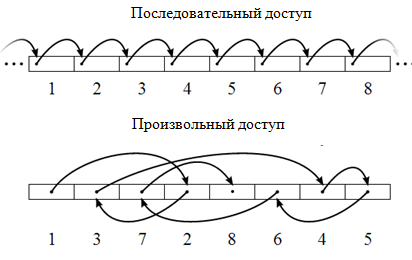 Последовательный доступ
1 2 3 4 5 6 7 8
Произвольный доступ
1 3 7 2 8 6 4 5